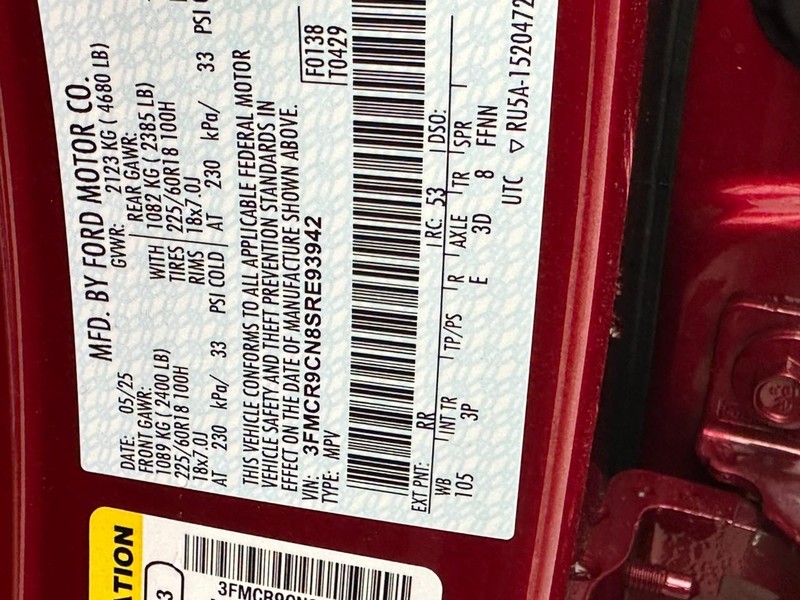 MFD. BY FORD MOTOR CO.
DATE: 05/25 GVWR: 2123 KG ( 4680 LB)
FRONT GAWR: REAR GAWR:
1089 KG ( 2400 LB) WITH 1082 KG ( 2385 LB)
225/60R18 100H TIRES 225/60R18 100H
18x7.0J RIMS 18x7.0J
AT 230 kPa/ 33 PSI COLD AT 230 kPa/ 33 PSI
THIS VEHICLE CONFORMS TO ALL APPLICABLE FEDERAL MOTOR
VEHICLE SAFETY AND THEFT PREVENTION STANDARDS IN
EFFECT ON THE DATE OF MANUFACTURE SHOWN ABOVE.
VIN: 3FMCR9CN8SRE93942
TYPE: MPV
F0138
T0429
EXT PNT: RR RC: 53 DSO:
WB INT TR TP/PS R AXLE TR SPR
105 3P E 3D 8 FFNN
UTC ▽ RU5A-1520472
ATION
3